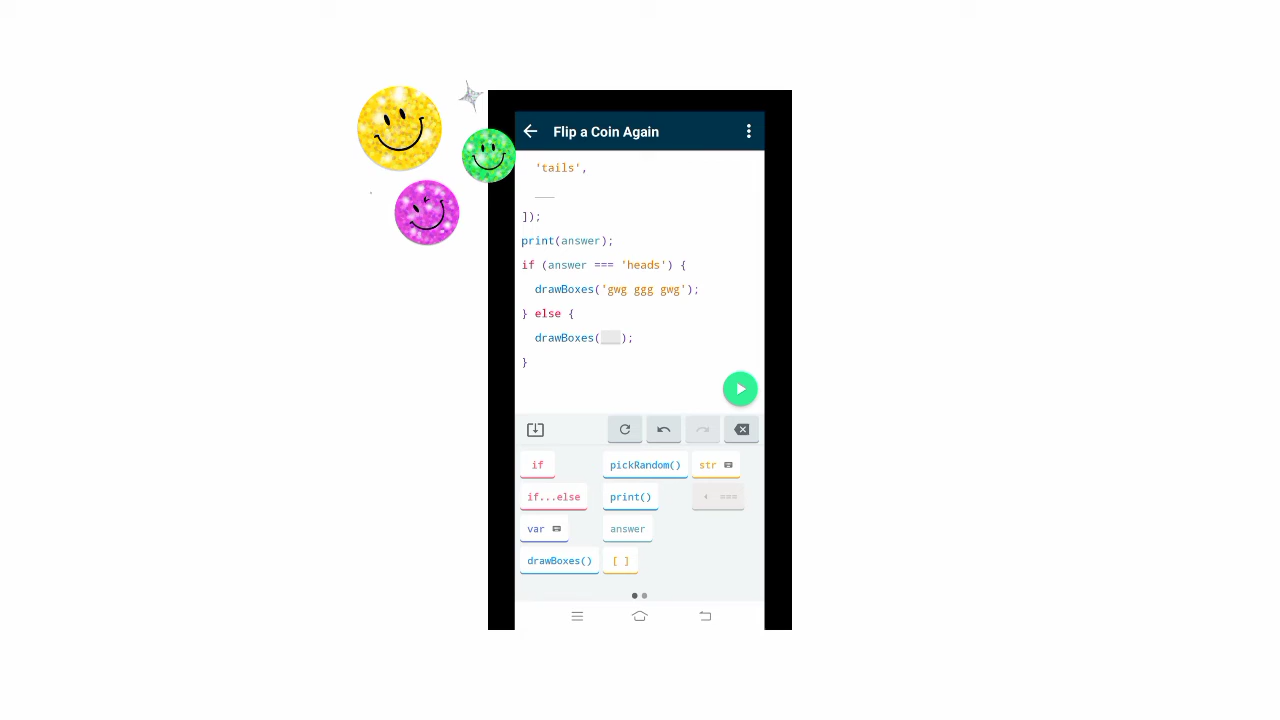 Flip a Coin Again
'tails',
___
]);
print(answer);
if (answer === 'heads') {
drawBoxes('gwg ggg gwg');
} else {
drawBoxes( );
}
if
pickRandom()
str
if...else
print()
===
var
answer
drawBoxes()
[ ]